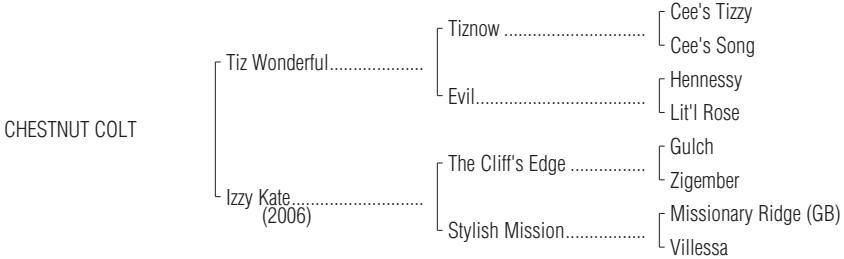 Cee's Tizzy
Tiznow ..............................
Cee's Song
Tiz Wonderful....................
Hennessy
Evil....................................
Lit'l Rose
CHESTNUT COLT
Gulch
The Cliff's Edge ................
Zigember
Izzy Kate............................
(2006)
Missionary Ridge (GB)
Stylish Mission.................
Villessa